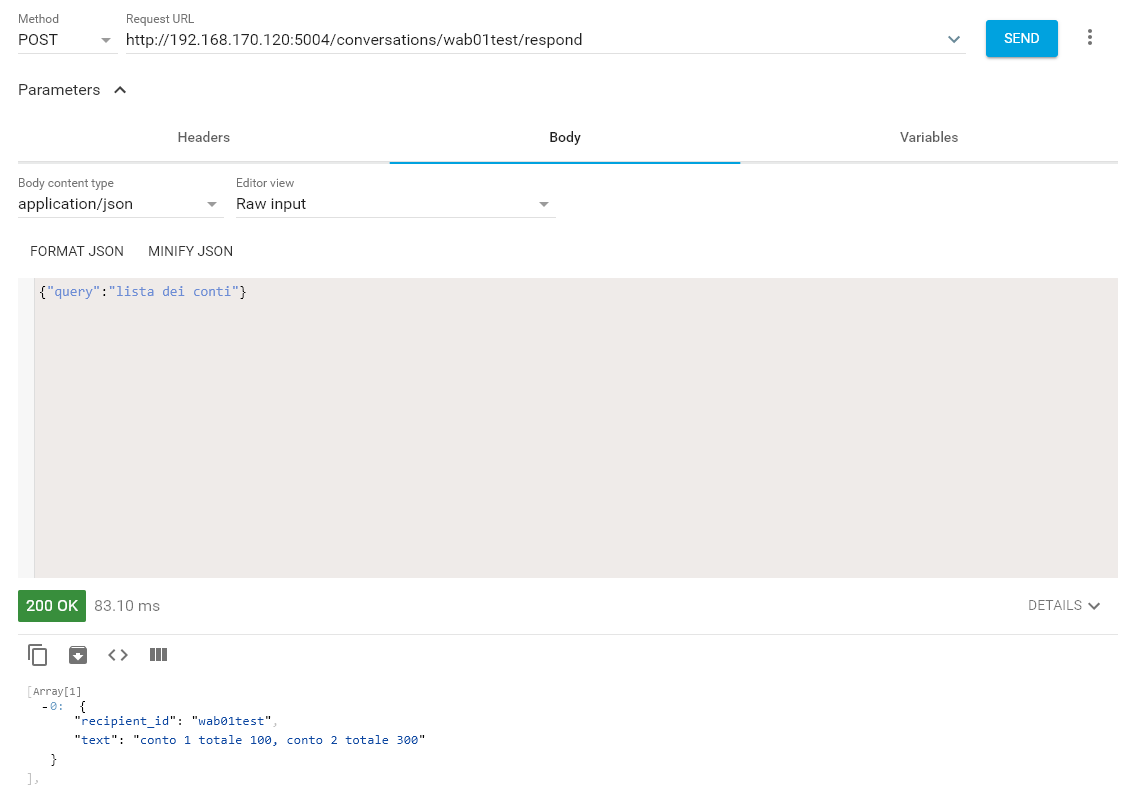 Method Request URL
POST http://192.168.170.120:5004/conversations/wab01test/respond SEND
Parameters
Headers Body Variables
Body content type Editor view
application/json Raw input
FORMAT JSON MINIFY JSON
{"query":"lista dei conti"}
200 OK 83.10 ms DETAILS
[Array[1]
-0: {
"recipient_id": "wab01test",
"text": "conto 1 totale 100, conto 2 totale 300"
}
],